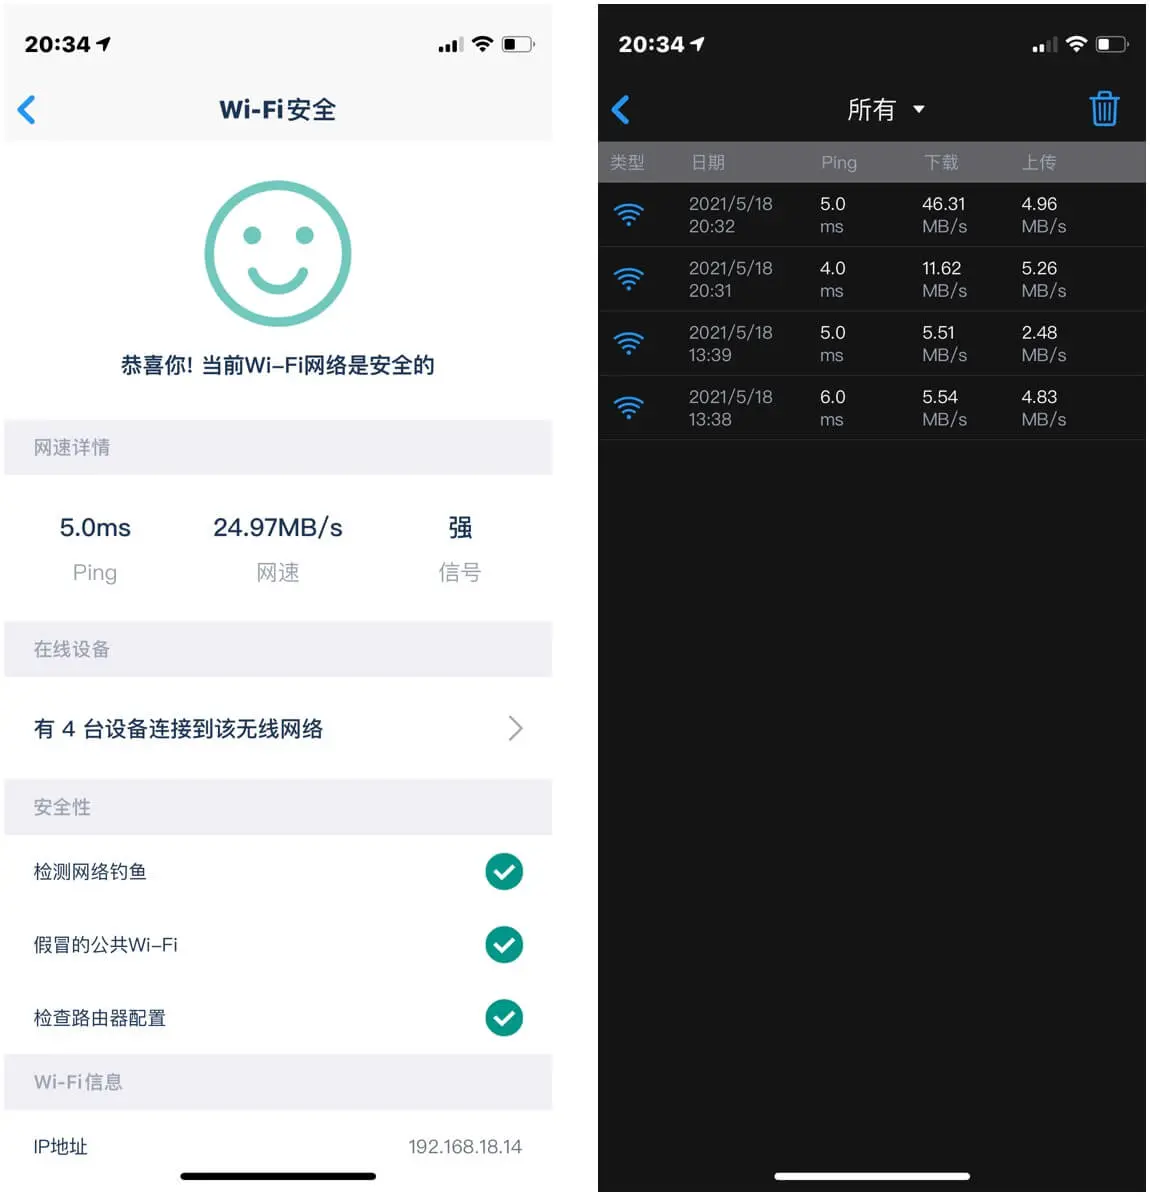 20:34
Wi-Fi安全
恭喜你! 当前Wi-Fi网络是安全的
网速详情
5.0ms 24.97MB/s 强
Ping 网速 信号
在线设备
有 4 台设备连接到该无线网络
安全性
检测网络钓鱼
假冒的公共Wi-Fi
检查路由器配置
Wi-Fi信息
IP地址 192.168.18.14
20:34
所有
类型 日期 Ping 下载 上传
2021/5/18 5.0 46.31 4.96
20:32 ms MB/s MB/s
2021/5/18 4.0 11.62 5.26
20:31 ms MB/s MB/s
2021/5/18 5.0 5.51 2.48
13:39 ms MB/s MB/s
2021/5/18 6.0 5.54 4.83
13:38 ms MB/s MB/s